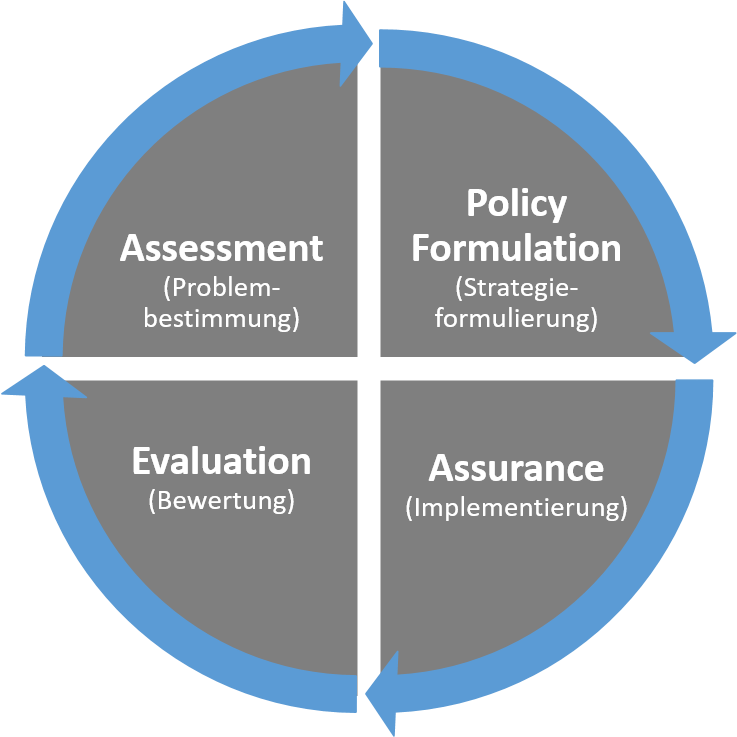 Assessment
(Problem-
bestimmung)
Policy
Formulation
(Strategie-
formulierung)
Evaluation
(Bewertung)
Assurance
(Implementierung)